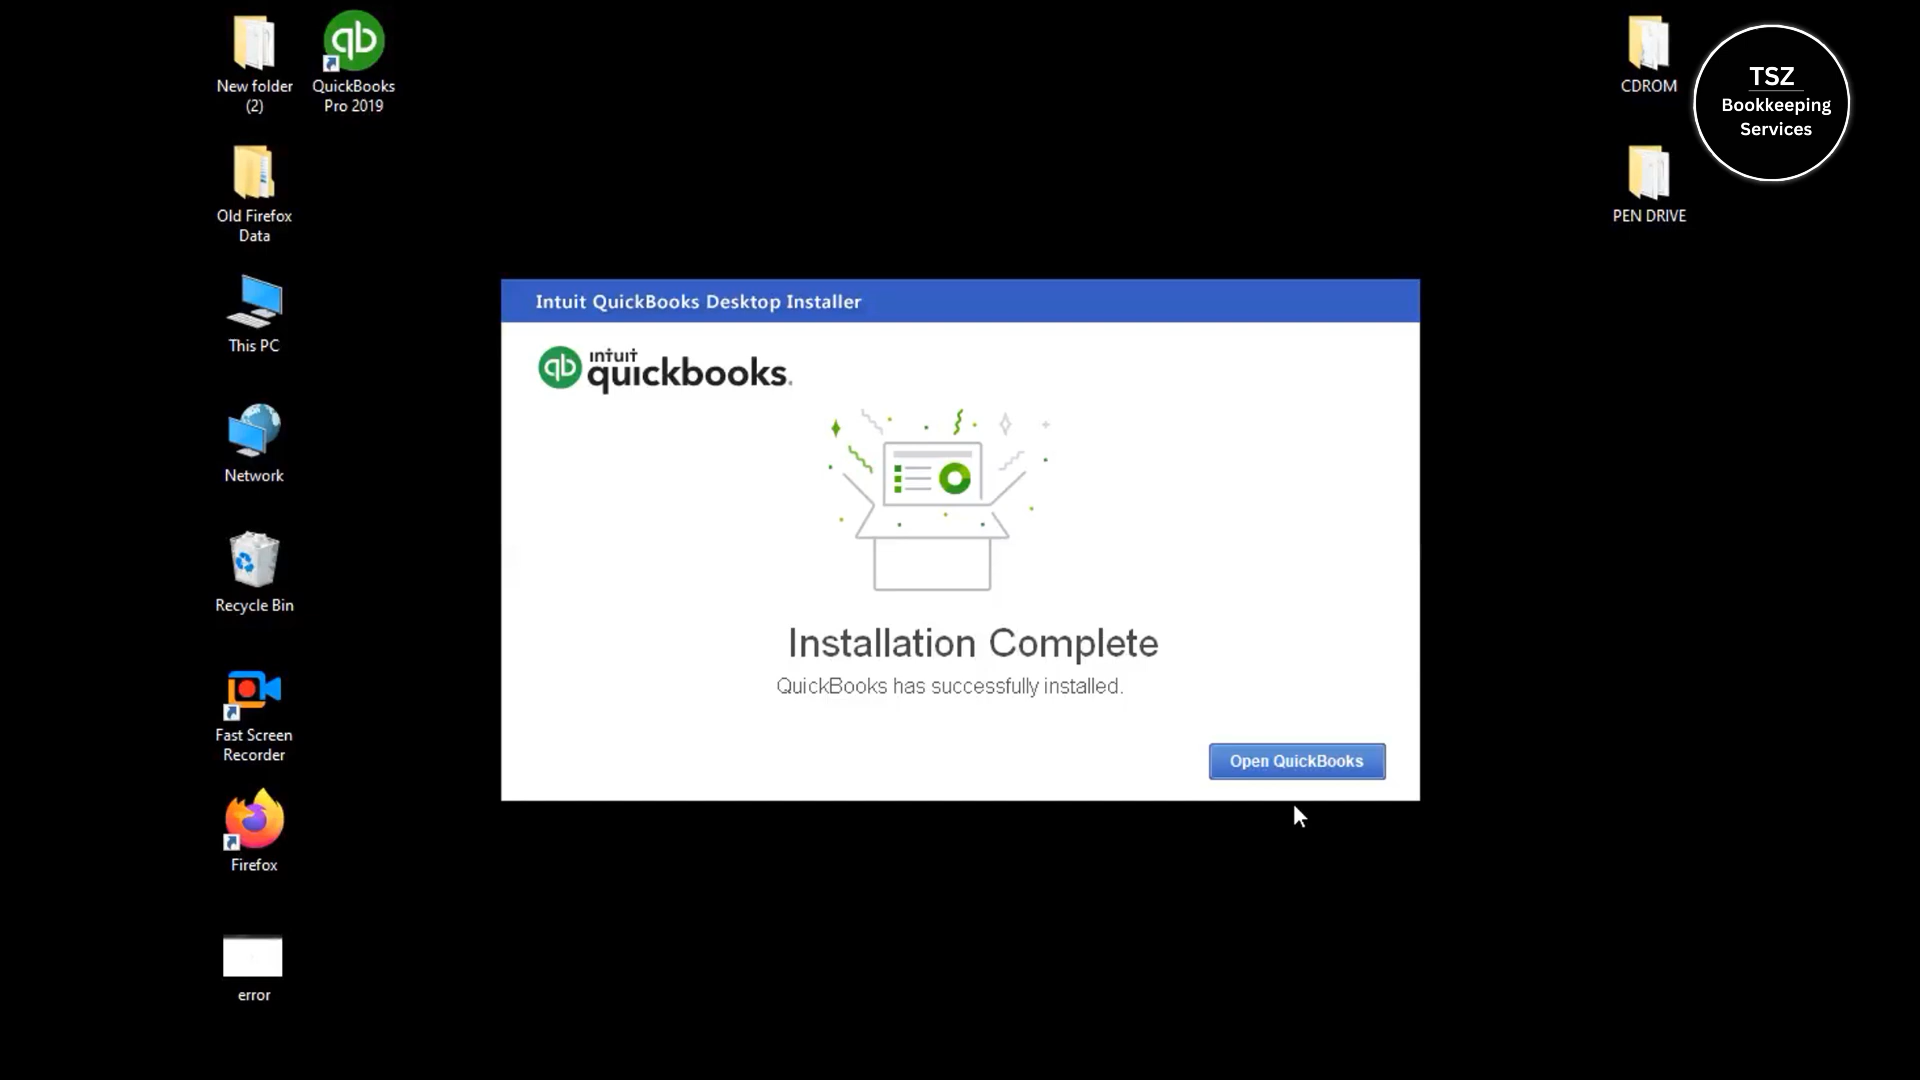 New folder
(2)
QuickBooks
Pro 2019
Old Firefox
Data
This PC
Network
Recycle Bin
Fast Screen
Recorder
Firefox
error
CDROM
PEN DRIVE
TSZ
Bookkeeping
Services
Intuit QuickBooks Desktop Installer
qb
intuit
quickbooks.
Installation Complete
QuickBooks has successfully installed.
Open QuickBooks
qb